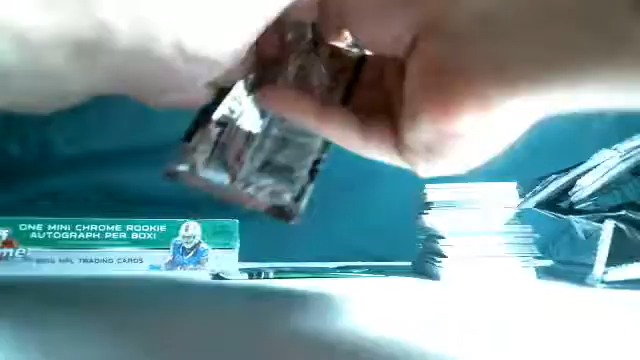 ONE MINI CHROME ROOKIE
AUTOGRAPH PER BOX!
NFL TRADING CARDS